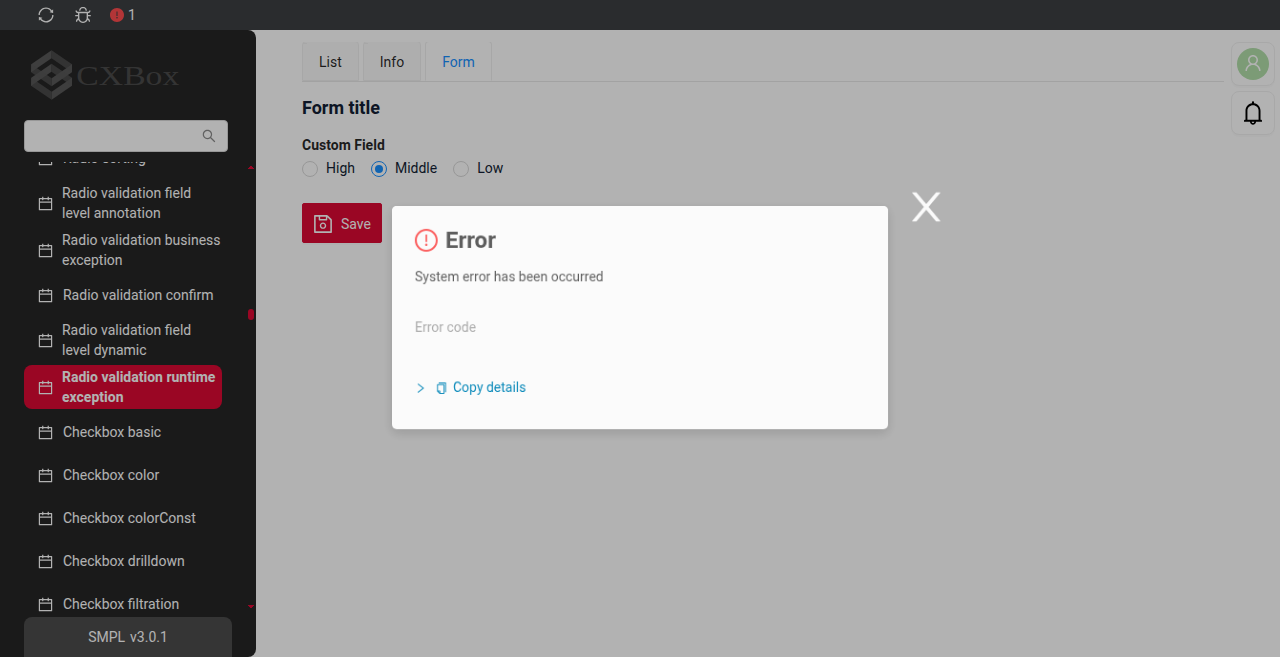 1
CXBox
List Info Form
Form title
Custom Field
High Middle Low
Save
Radio sorting
Radio validation field
level annotation
Radio validation business
exception
Radio validation confirm
Radio validation field
level dynamic
Radio validation runtime
exception
Checkbox basic
Checkbox color
Checkbox colorConst
Checkbox drilldown
Checkbox filtration
SMPL v3.0.1
Error
System error has been occurred
Error code
Copy details